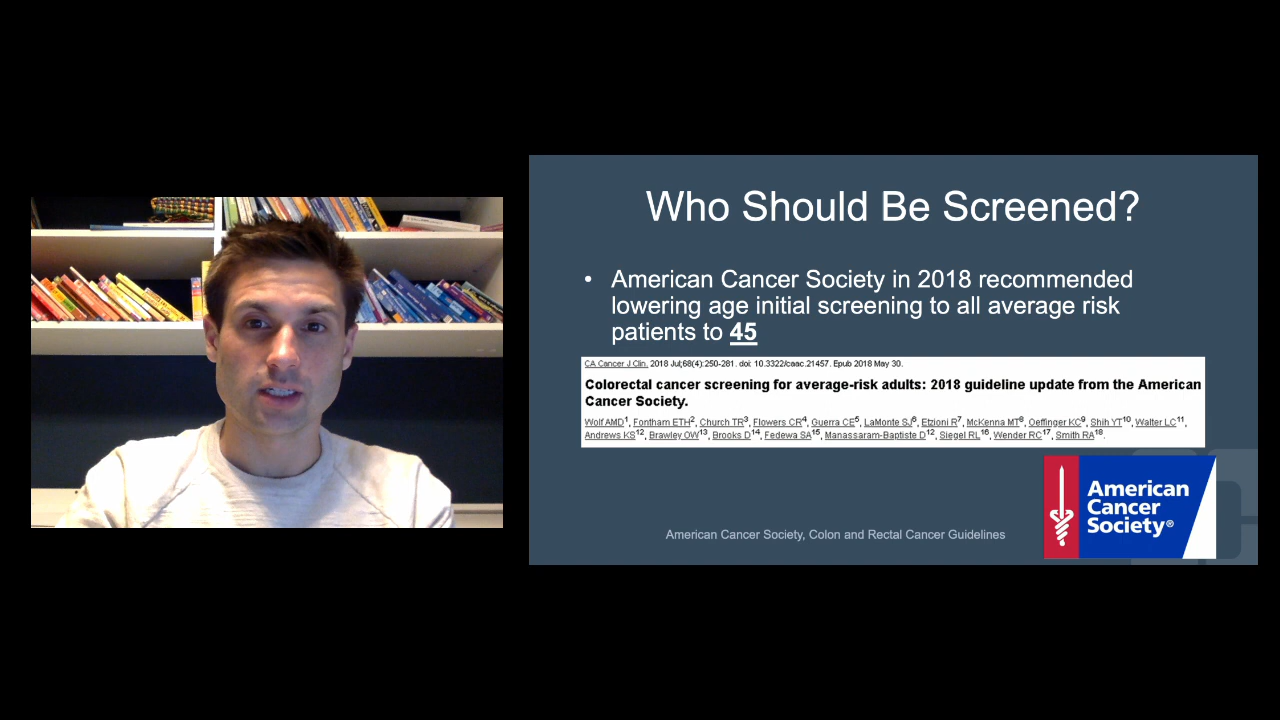 Who Should Be Screened?
• American Cancer Society in 2018 recommended
lowering age initial screening to all average risk
patients to 45
CA Cancer J Clin. 2018 Jul;68(4):250-281. doi: 10.3322/caac.21457. Epub 2018 May 30.
Colorectal cancer screening for average-risk adults: 2018 guideline update from the American
Cancer Society.
Wolf AMD1, Fontham ETH2, Church TR3, Flowers CR4, Guerra CE5, LaMonte SJ6, Etzioni R7, McKenna MT8, Oeffinger KC9, Shih YT10, Walter LC11,
Andrews KS12, Brawley OW13, Brooks D14, Fedewa SA15, Manassaram-Baptiste D12, Siegel RL16, Wender RC17, Smith RA18.
American
Cancer
Society®
American Cancer Society, Colon and Rectal Cancer Guidelines